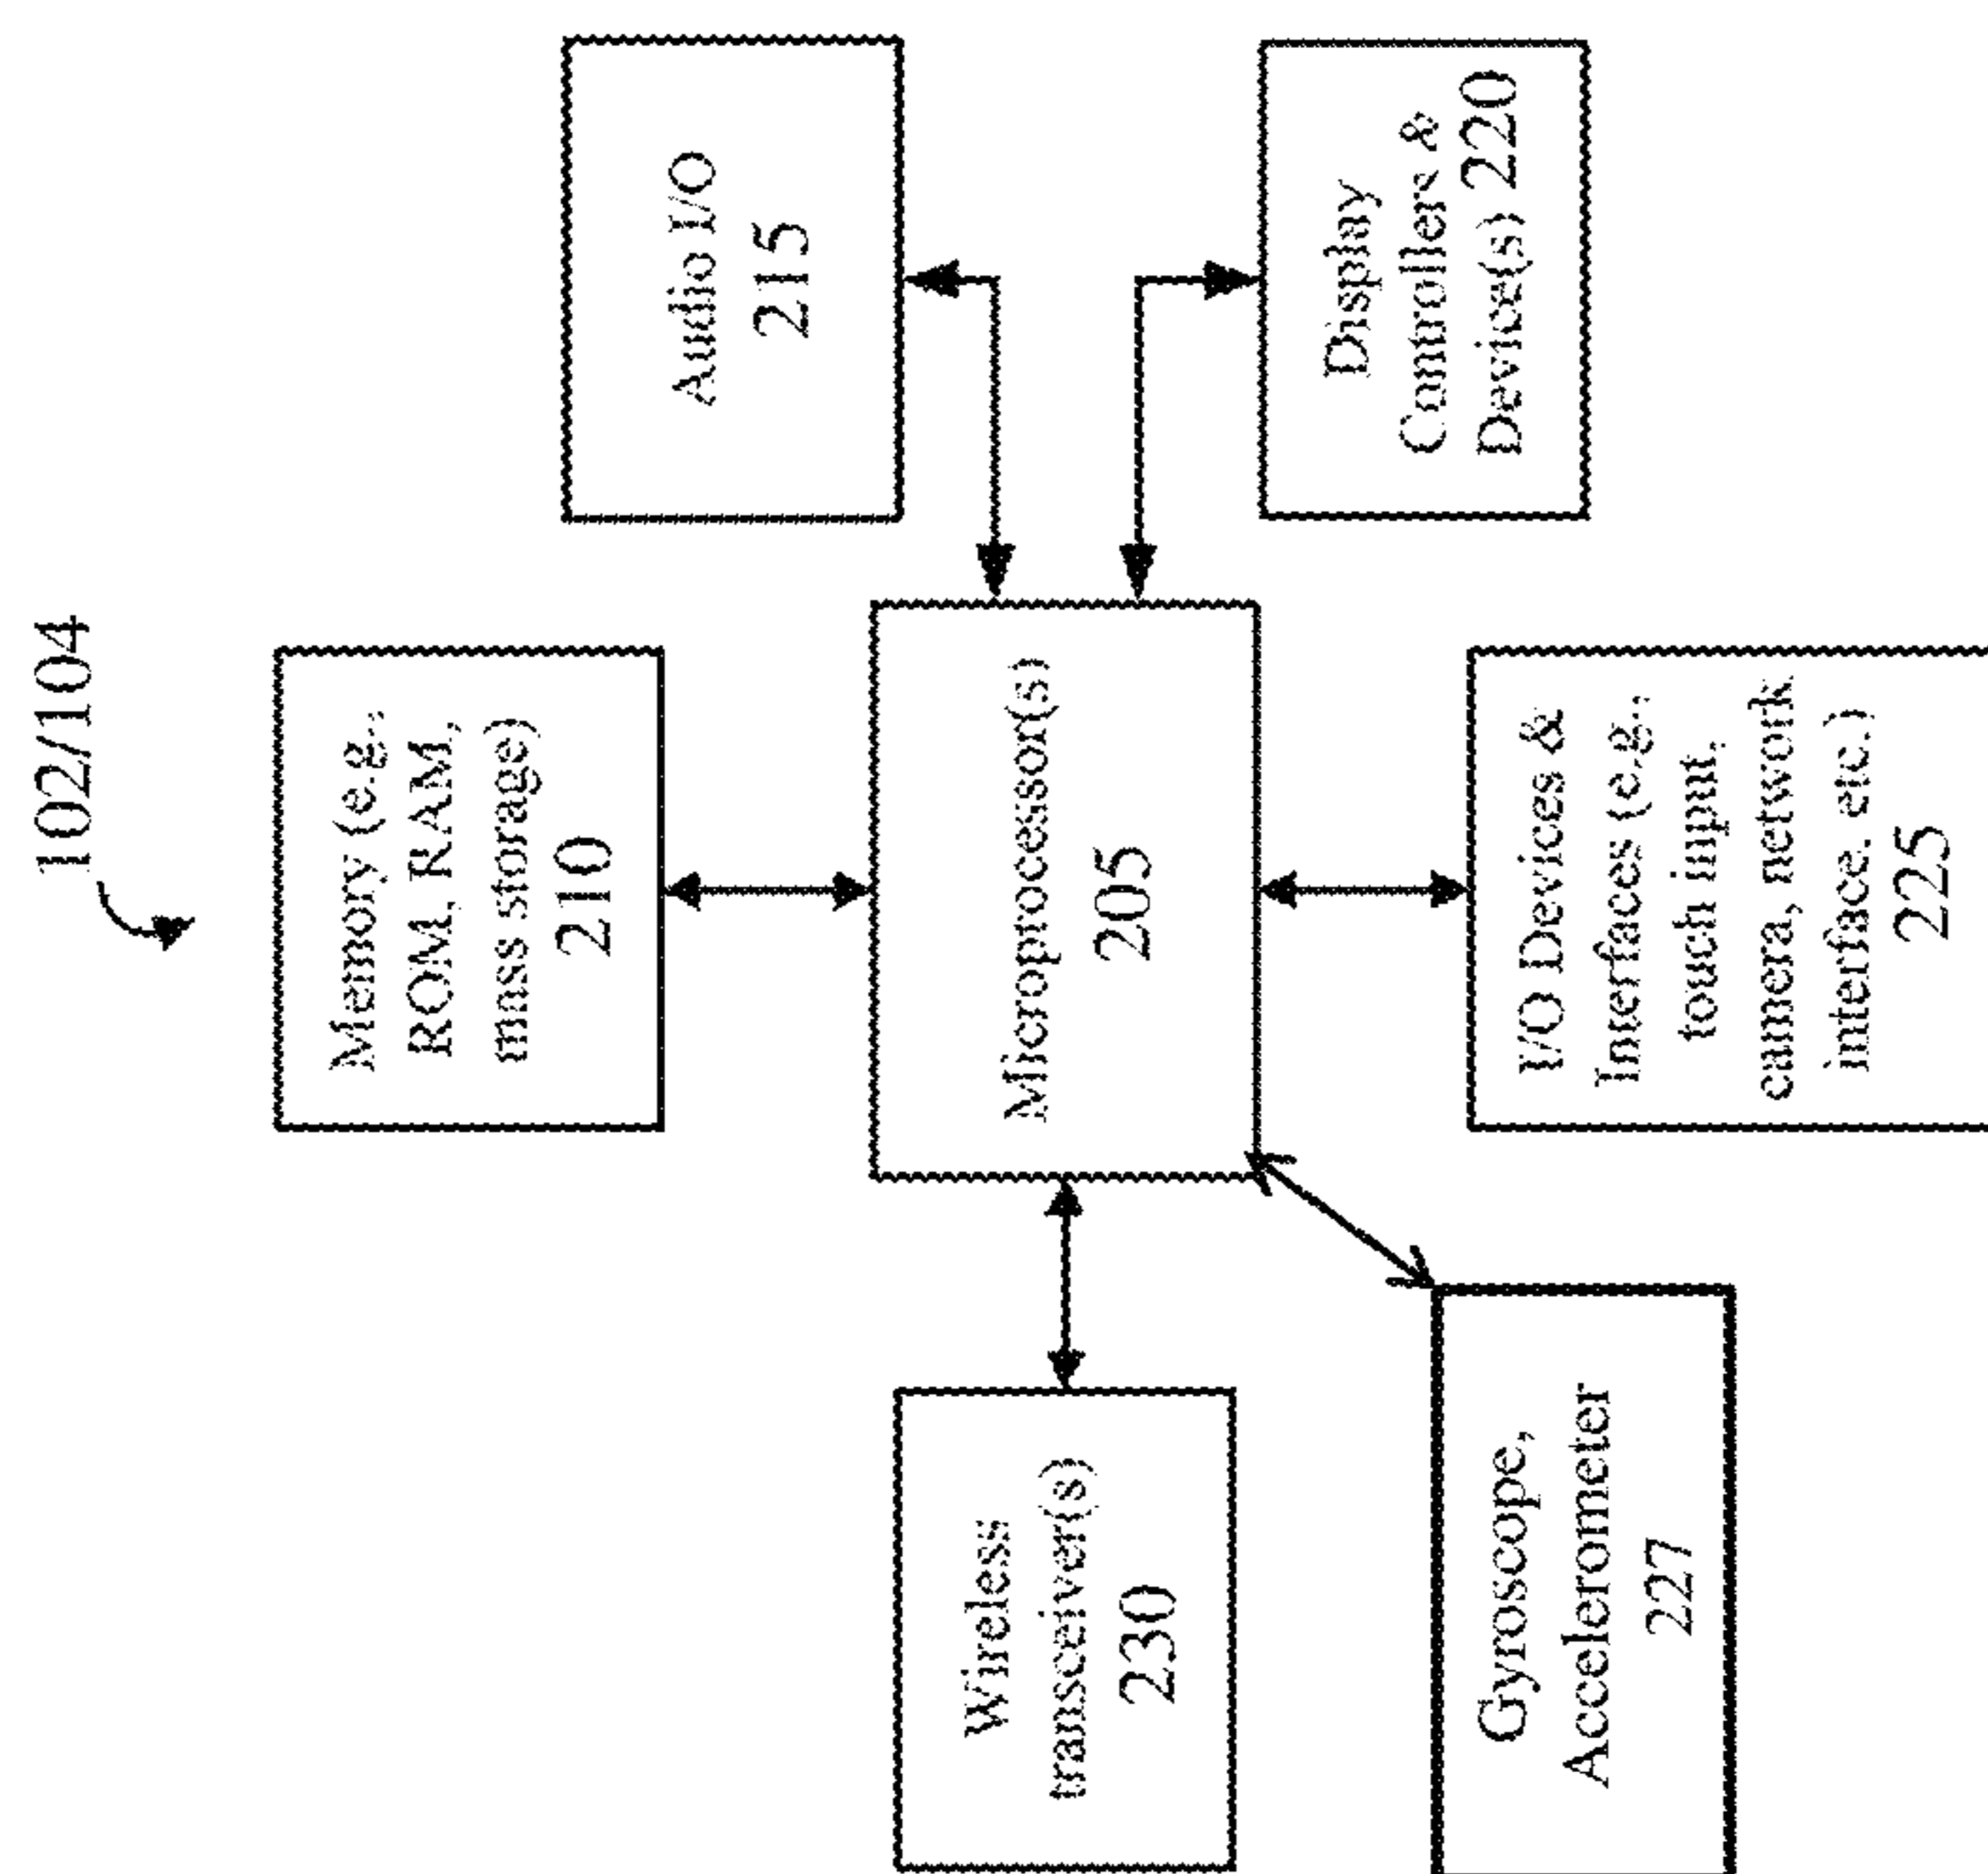 102/104
Memory (e.g.,
ROM, RAM,
mass storage)
210
Wireless
transceiver(s)
230
Microprocessor(s)
205
Audio I/O
215
Display
Controllers &
Device(s) 220
Gyroscope,
Accelerometer
227
I/O Devices &
Interfaces (e.g.,
touch input,
camera, network
interface, etc.)
225